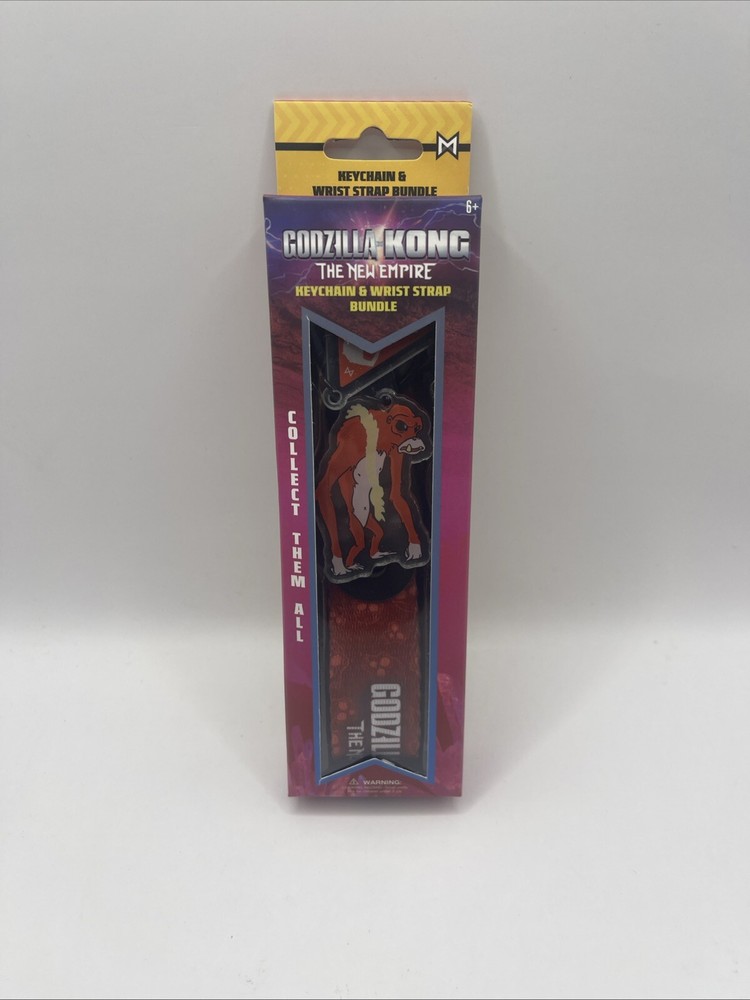 M
KEYCHAIN &
WRIST STRAP BUNDLE
6+
GODZILLA KONG
THE NEW EMPIRE
KEYCHAIN & WRIST STRAP
BUNDLE
COLLECT THEM ALL
GODZIL
THE N
WARNING: